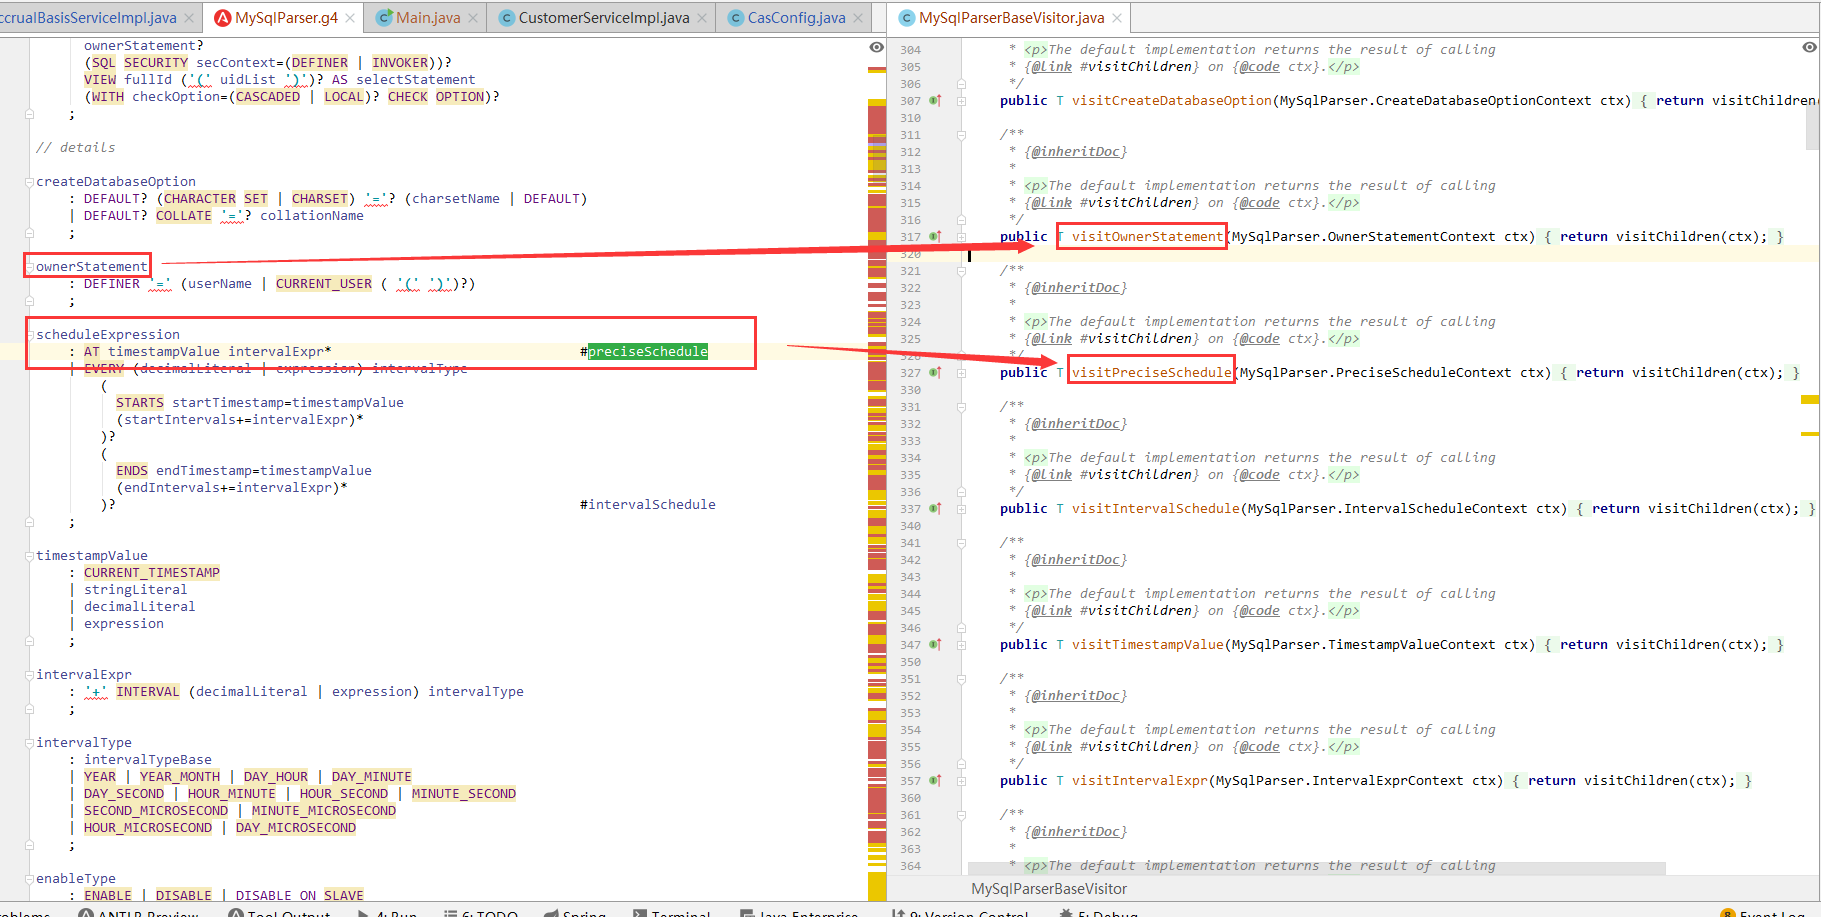 ccrualBasisServiceImpl.java MySqlParser.g4 Main.java CustomerServiceImpl.java CasConfig.java MySqlParserBaseVisitor.java
ownerStatement?
(SQL SECURITY secContext=(DEFINER | INVOKER))?
VIEW fullId ('(' uidList ')')? AS selectStatement
(WITH checkOption=(CASCADED | LOCAL)? CHECK OPTION)?
;
// details
createDatabaseOption
: DEFAULT? (CHARACTER SET | CHARSET) '='? (charsetName | DEFAULT)
| DEFAULT? COLLATE '='? collationName
;
ownerStatement
: DEFINER '=' (userName | CURRENT_USER ( '(' ')')?)
;
scheduleExpression
: AT timestampValue intervalExpr* #preciseSchedule
| EVERY (decimalLiteral | expression) intervalType
(
STARTS startTimestamp=timestampValue
(startIntervals+=intervalExpr)*
)?
(
ENDS endTimestamp=timestampValue
(endIntervals+=intervalExpr)*
)? #intervalSchedule
;
timestampValue
: CURRENT_TIMESTAMP
| stringLiteral
| decimalLiteral
| expression
;
intervalExpr
: '+' INTERVAL (decimalLiteral | expression) intervalType
;
intervalType
: intervalTypeBase
| YEAR | YEAR_MONTH | DAY_HOUR | DAY_MINUTE
| DAY_SECOND | HOUR_MINUTE | HOUR_SECOND | MINUTE_SECOND
| SECOND_MICROSECOND | MINUTE_MICROSECOND
| HOUR_MICROSECOND | DAY_MICROSECOND
;
enableType
: ENABLE | DISABLE | DISABLE ON SLAVE
304 * <p>The default implementation returns the result of calling
305 * {@link #visitChildren} on {@code ctx}.</p>
306 */
307 public T visitCreateDatabaseOption(MySqlParser.CreateDatabaseOptionContext ctx) { return visitChildren
310
311 /**
312 * {@inheritDoc}
313 *
314 * <p>The default implementation returns the result of calling
315 * {@link #visitChildren} on {@code ctx}.</p>
316 */
317 public T visitOwnerStatement(MySqlParser.OwnerStatementContext ctx) { return visitChildren(ctx); }
320
321 /**
322 * {@inheritDoc}
323 *
324 * <p>The default implementation returns the result of calling
325 * {@link #visitChildren} on {@code ctx}.</p>
326 */
327 public T visitPreciseSchedule(MySqlParser.PreciseScheduleContext ctx) { return visitChildren(ctx); }
330
331 /**
332 * {@inheritDoc}
333 *
334 * <p>The default implementation returns the result of calling
335 * {@link #visitChildren} on {@code ctx}.</p>
336 */
337 public T visitIntervalSchedule(MySqlParser.IntervalScheduleContext ctx) { return visitChildren(ctx); }
340
341 /**
342 * {@inheritDoc}
343 *
344 * <p>The default implementation returns the result of calling
345 * {@link #visitChildren} on {@code ctx}.</p>
346 */
347 public T visitTimestampValue(MySqlParser.TimestampValueContext ctx) { return visitChildren(ctx); }
350
351 /**
352 * {@inheritDoc}
353 *
354 * <p>The default implementation returns the result of calling
355 * {@link #visitChildren} on {@code ctx}.</p>
356 */
357 public T visitIntervalExpr(MySqlParser.IntervalExprContext ctx) { return visitChildren(ctx); }
360
361 /**
362 * {@inheritDoc}
363 *
364 * <p>The default implementation returns the result of calling
MySqlParserBaseVisitor
oblems ANTLR Preview Tool Output 4: Run 6: TODO Spring Terminal Java Enterprise 9: Version Control 5: Debug 8 Event Log